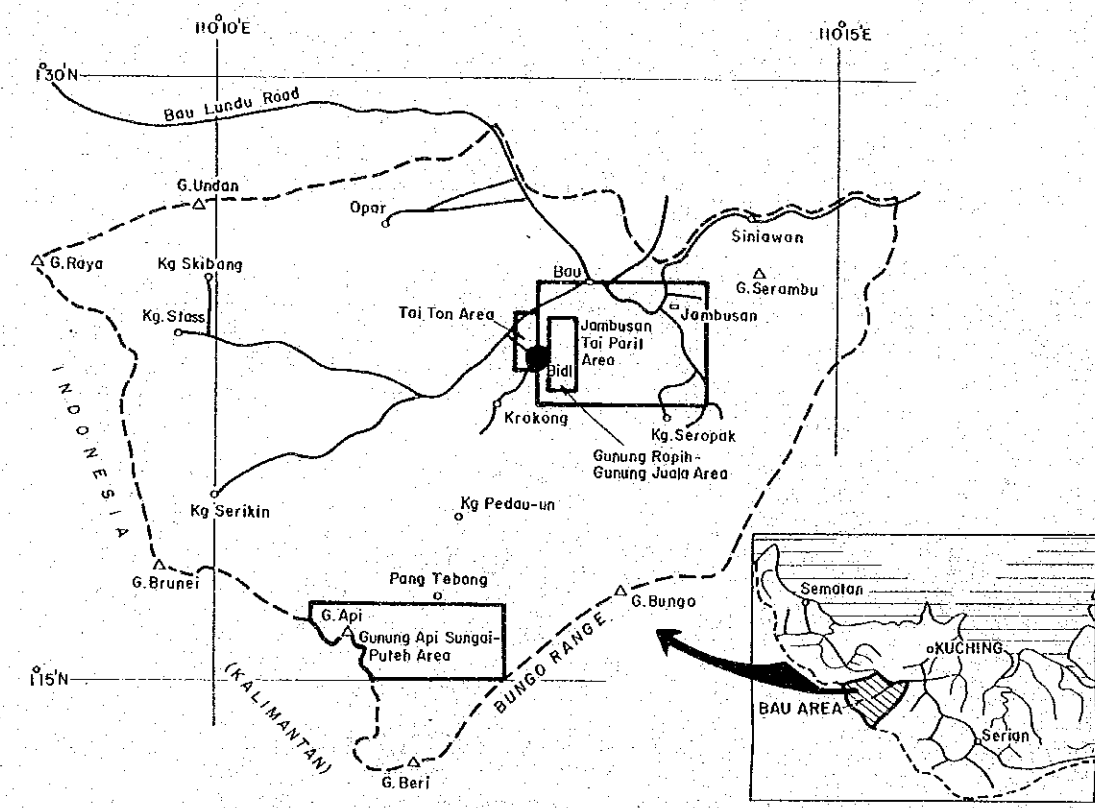 110°10'E
110°15'E
1°30'N
Bau Lundu Road
G.Undan
Opar
Siniawan
G.Raya
Kg Skibang
Bau
G.Serambu
Kg.Stass
Tai Ton Area
Jambusan
Jambusan
Tai Parit
Area
Bidi
INDONESIA
Krokong
Kg.Seropak
Gunung Ropih-
Gunung Juala Area
Kg Serikin
Kg Pedau-un
G.Brunei
Pang Tebang
G.Bungo
Sematan
G.Api
Gunung Api Sungai-
Puteh Area
BUNGO RANGE
KUCHING
1°15'N
(KALIMANTAN)
BAU AREA
Serian
G.Beri